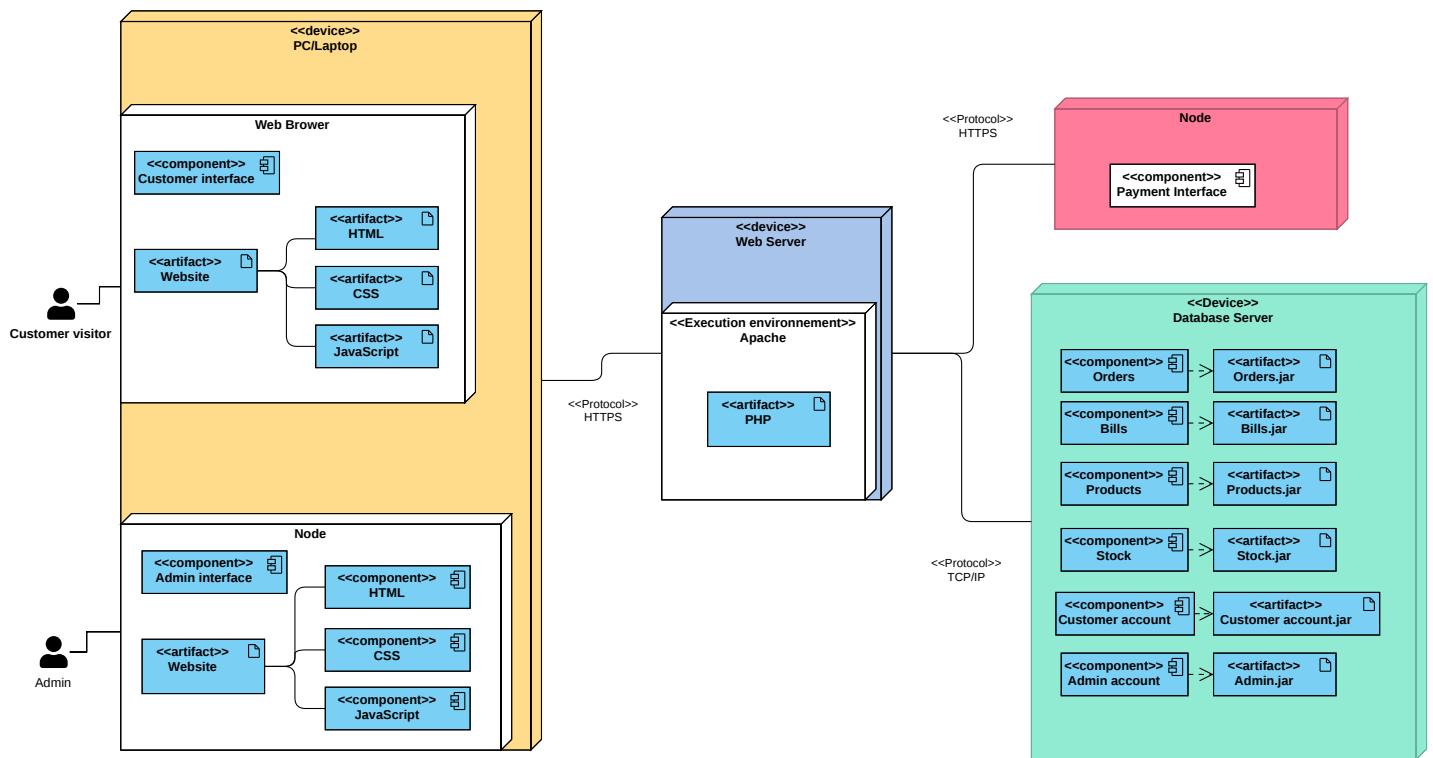 <<device>>
PC/Laptop
Web Brower
<<component>>
Customer interface
<<artifact>>
HTML
<<artifact>>
Website
<<artifact>>
CSS
<<artifact>>
JavaScript
Customer visitor
Node
<<component>>
Admin interface
<<component>>
HTML
<<artifact>>
Website
<<component>>
CSS
<<component>>
JavaScript
Admin
<<Protocol>>
HTTPS
<<device>>
Web Server
<<Execution environnement>>
Apache
<<artifact>>
PHP
<<Protocol>>
HTTPS
Node
<<component>>
Payment Interface
<<Protocol>>
TCP/IP
<<Device>>
Database Server
<<component>>
Orders
<<artifact>>
Orders.jar
<<component>>
Bills
<<artifact>>
Bills.jar
<<component>>
Products
<<artifact>>
Products.jar
<<component>>
Stock
<<artifact>>
Stock.jar
<<component>>
Customer account
<<artifact>>
Customer account.jar
<<component>>
Admin account
<<artifact>>
Admin.jar